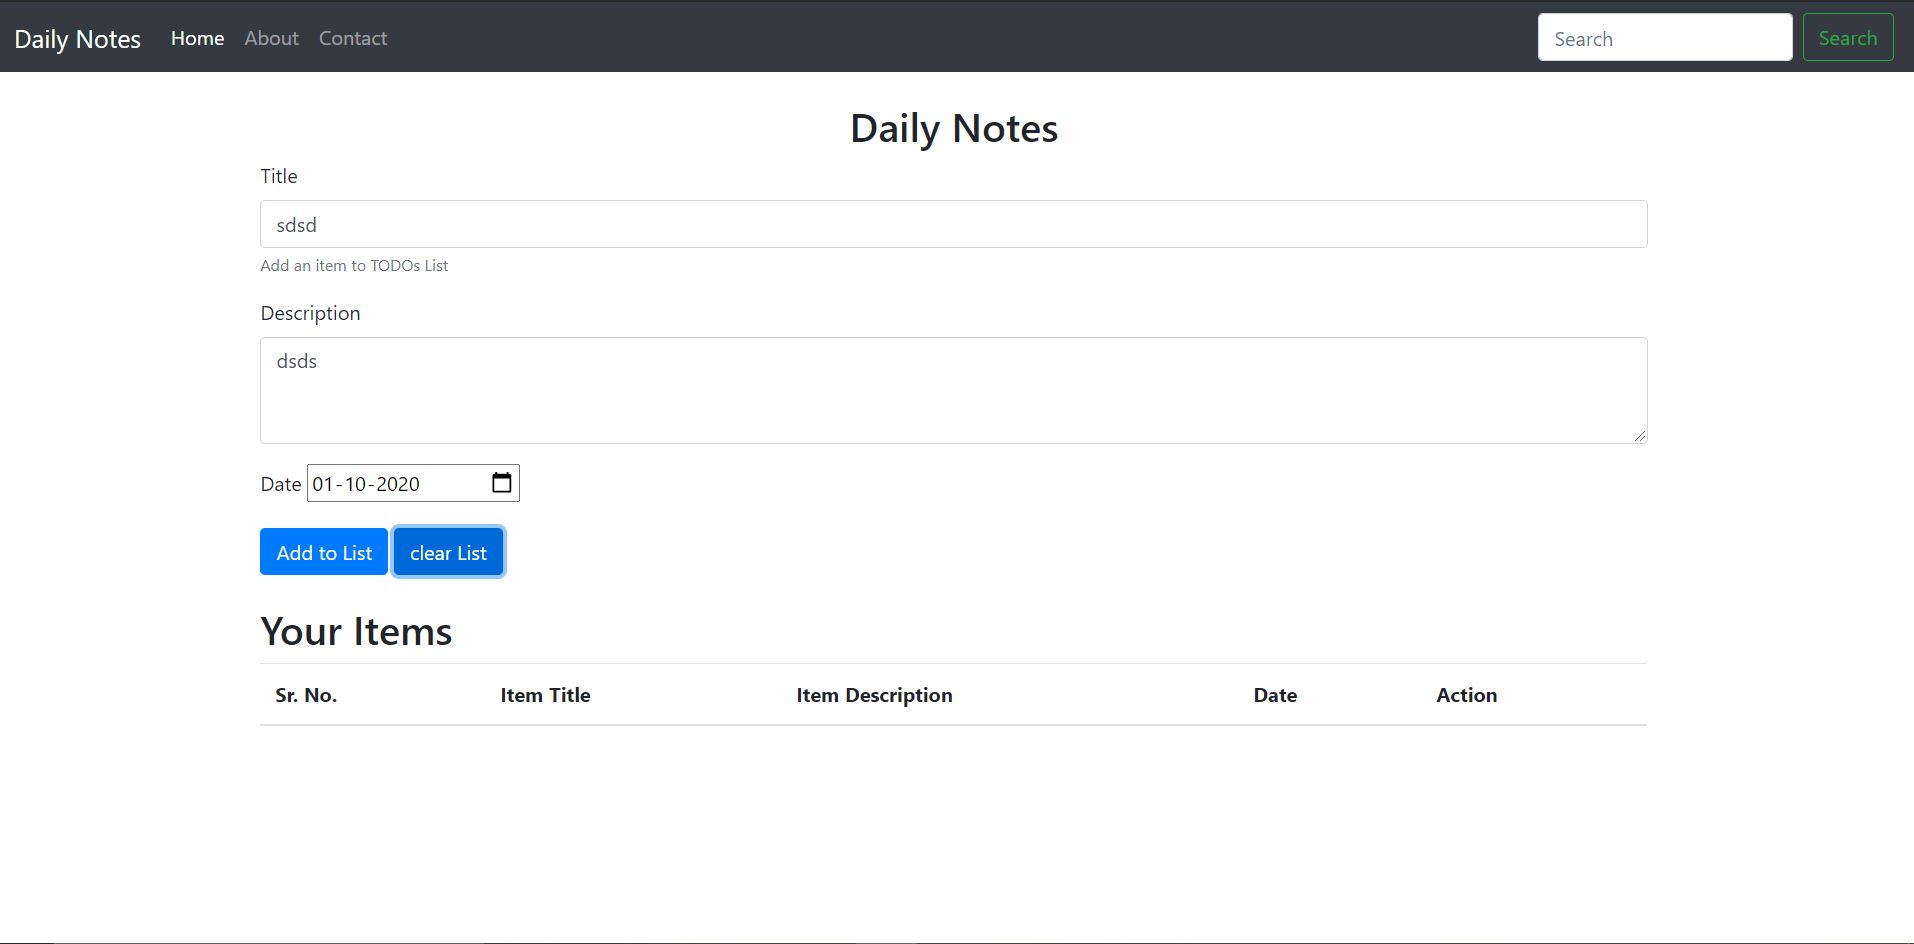 Daily Notes Home About Contact Search Search
Daily Notes
Title
sdsd
Add an item to TODOs List
Description
dsds
Date 01-10-2020
Add to List clear List
Your Items
Sr. No. Item Title Item Description Date Action